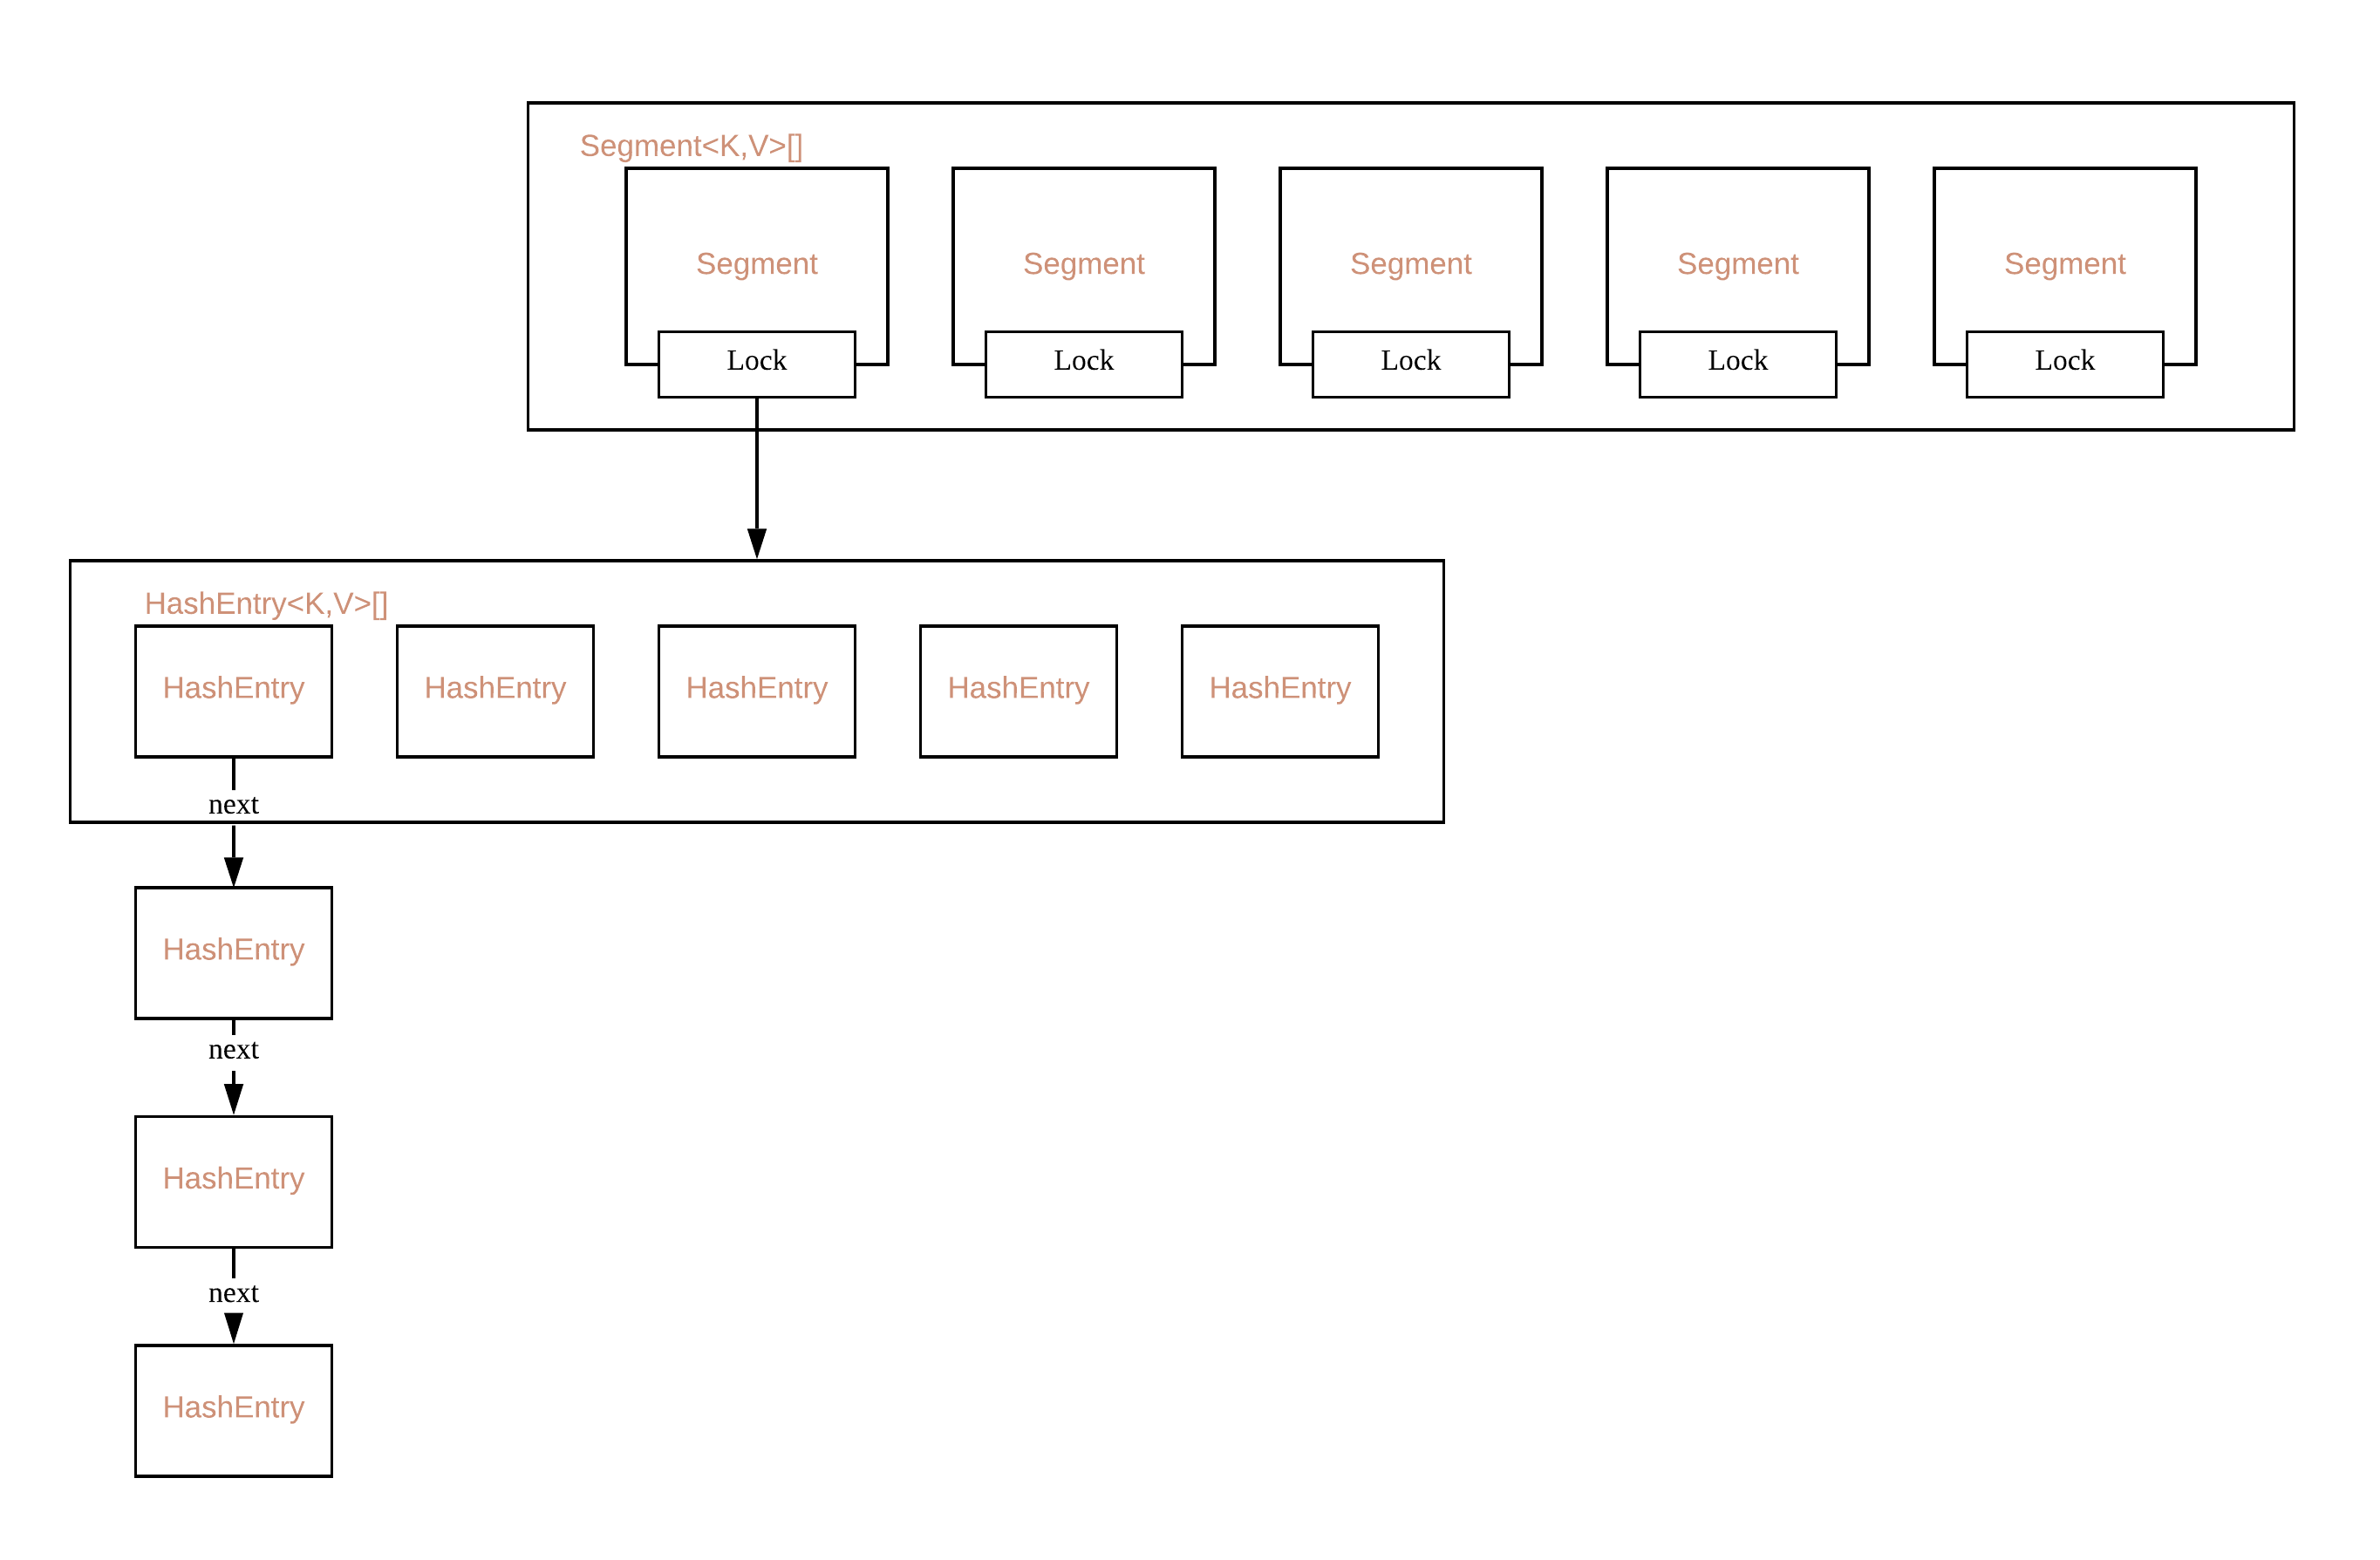 Segment<K,V>[]
Segment Segment Segment Segment Segment
Lock Lock Lock Lock Lock
HashEntry<K,V>[]
HashEntry HashEntry HashEntry HashEntry HashEntry
next
HashEntry
next
HashEntry
next
HashEntry